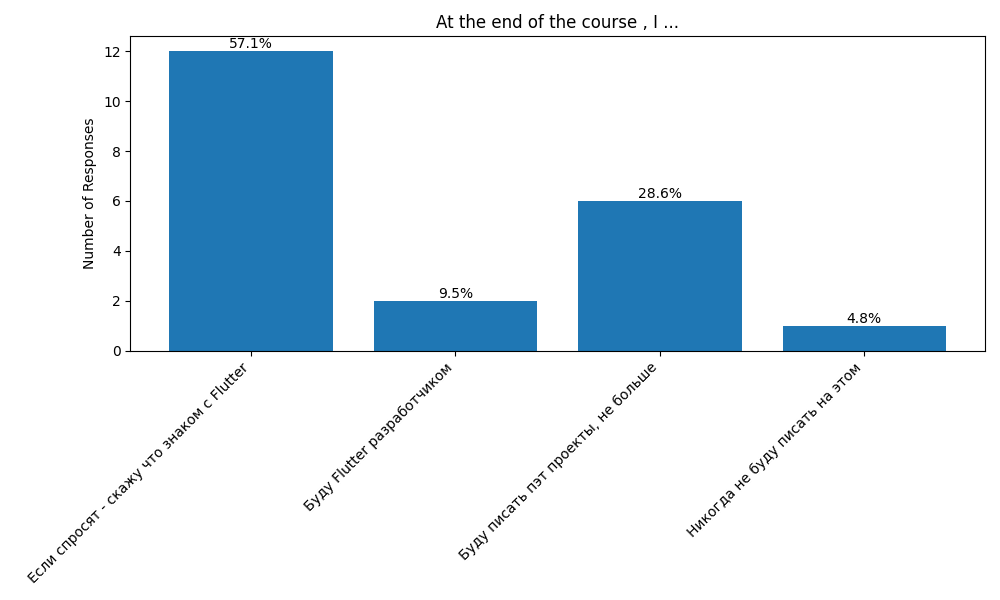 At the end of the course , I ...
Number of Responses
12
10
8
6
4
2
0
57.1%
9.5%
28.6%
4.8%
Если спросят - скажу что знаком с Flutter
Буду Flutter разработчиком
Буду писать пэт проекты, не больше
Никогда не буду писать на этом